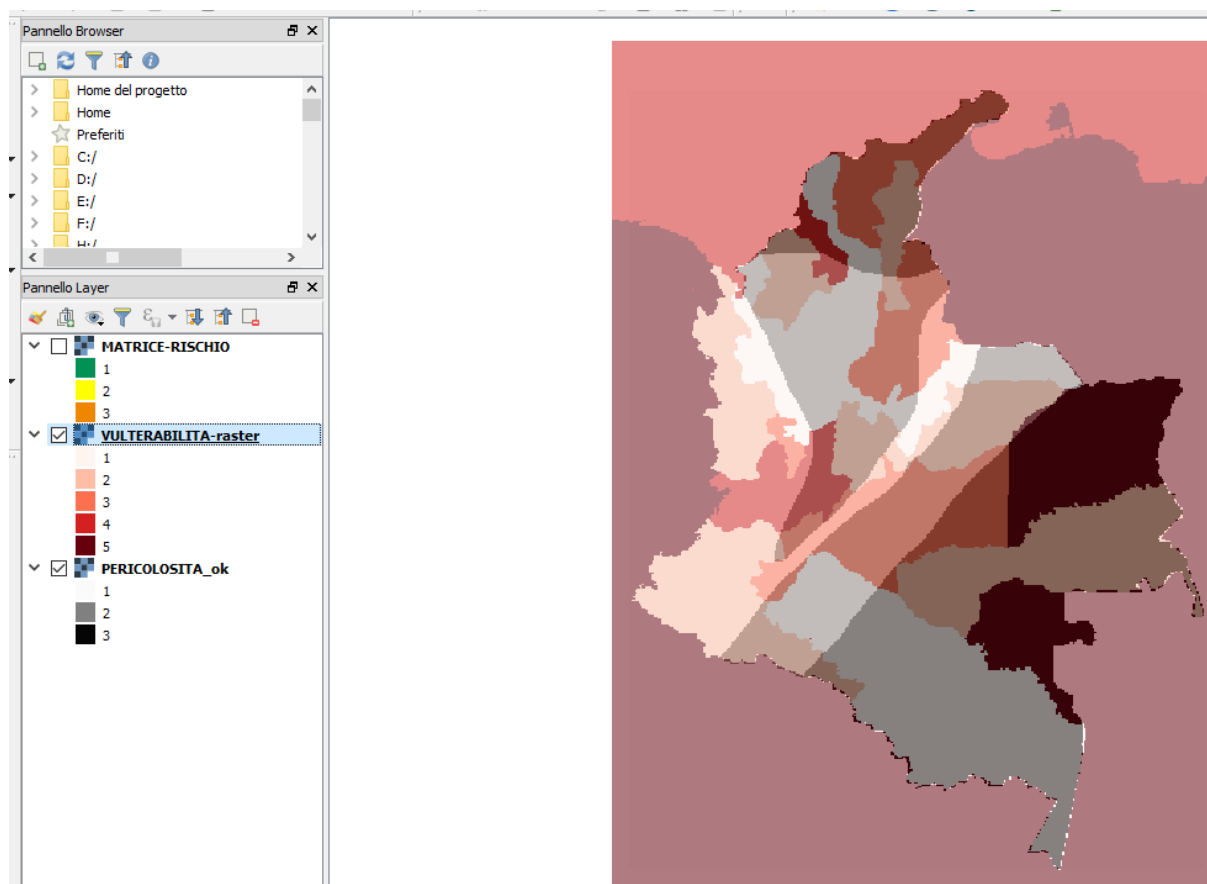 Pannello Browser
Home del progetto
Home
Preferiti
C:/
D:/
E:/
F:/
H:/
Pannello Layer
MATRICE-RISCHIO
1
2
3
VULTERABILITA-raster
1
2
3
4
5
PERICOLOSITA_ok
1
2
3